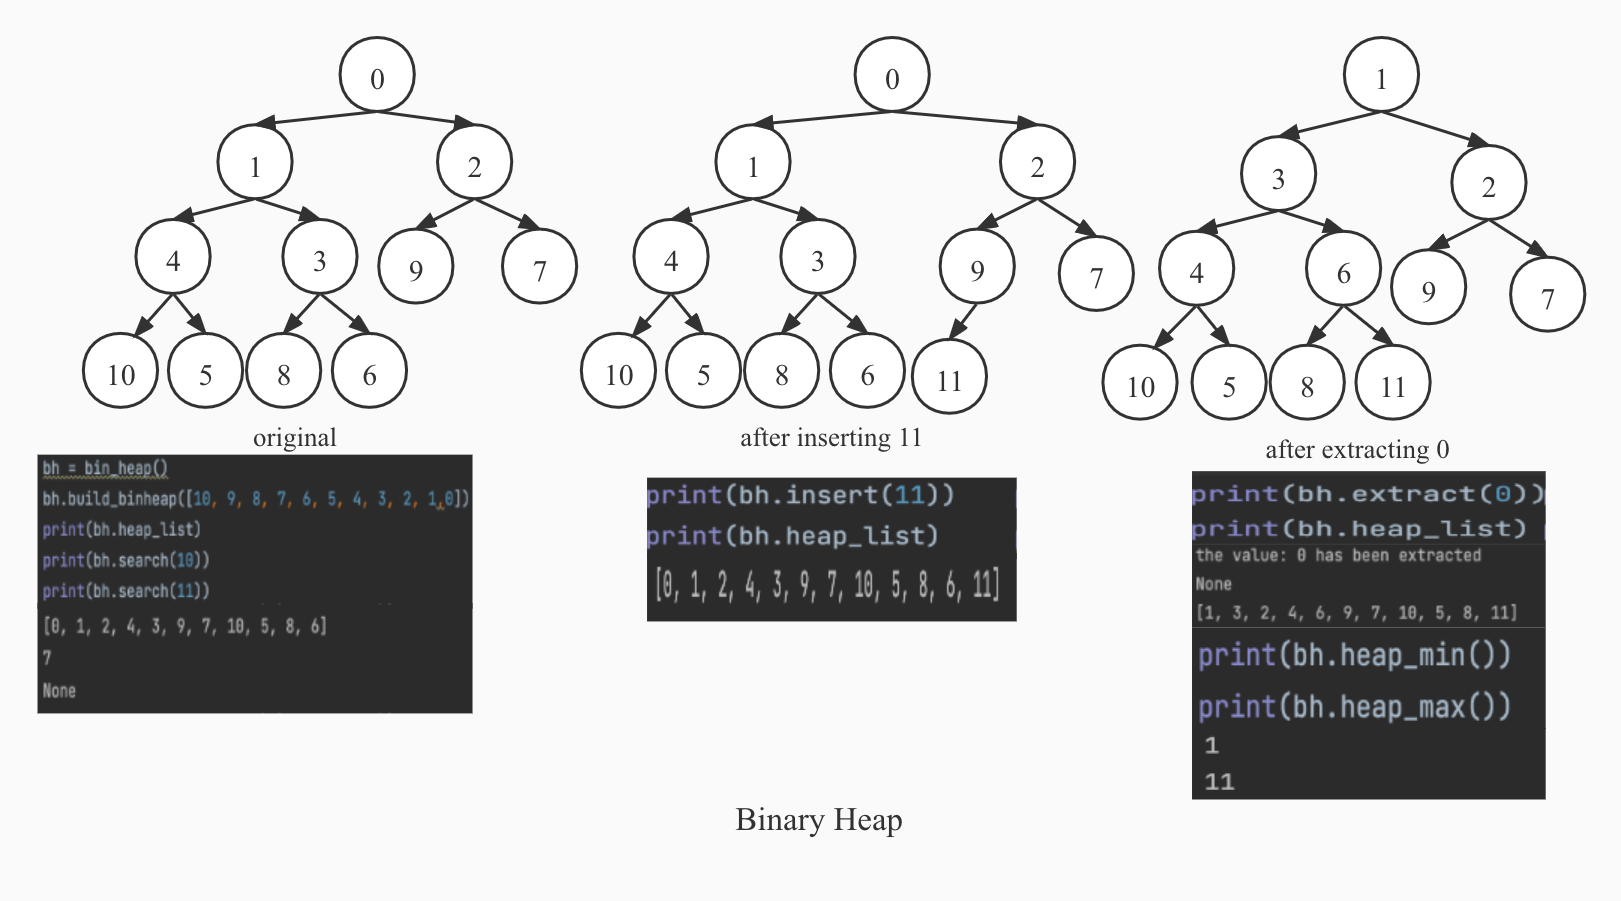 0
1
2
4
3
9
7
10
5
8
6
original
bh = bin_heap()
bh.build_binheap([10, 9, 8, 7, 6, 5, 4, 3, 2, 1,0])
print(bh.heap_list)
print(bh.search(10))
print(bh.search(11))
[0, 1, 2, 4, 3, 9, 7, 10, 5, 8, 6]
7
None
0
1
2
4
3
9
7
10
5
8
6
11
after inserting 11
print(bh.insert(11))
print(bh.heap_list)
[0, 1, 2, 4, 3, 9, 7, 10, 5, 8, 6, 11]
1
3
2
4
6
9
7
10
5
8
11
after extracting 0
print(bh.extract(0))
print(bh.heap_list)
the value: 0 has been extracted
None
[1, 3, 2, 4, 6, 9, 7, 10, 5, 8, 11]
print(bh.heap_min())
print(bh.heap_max())
1
11
Binary Heap